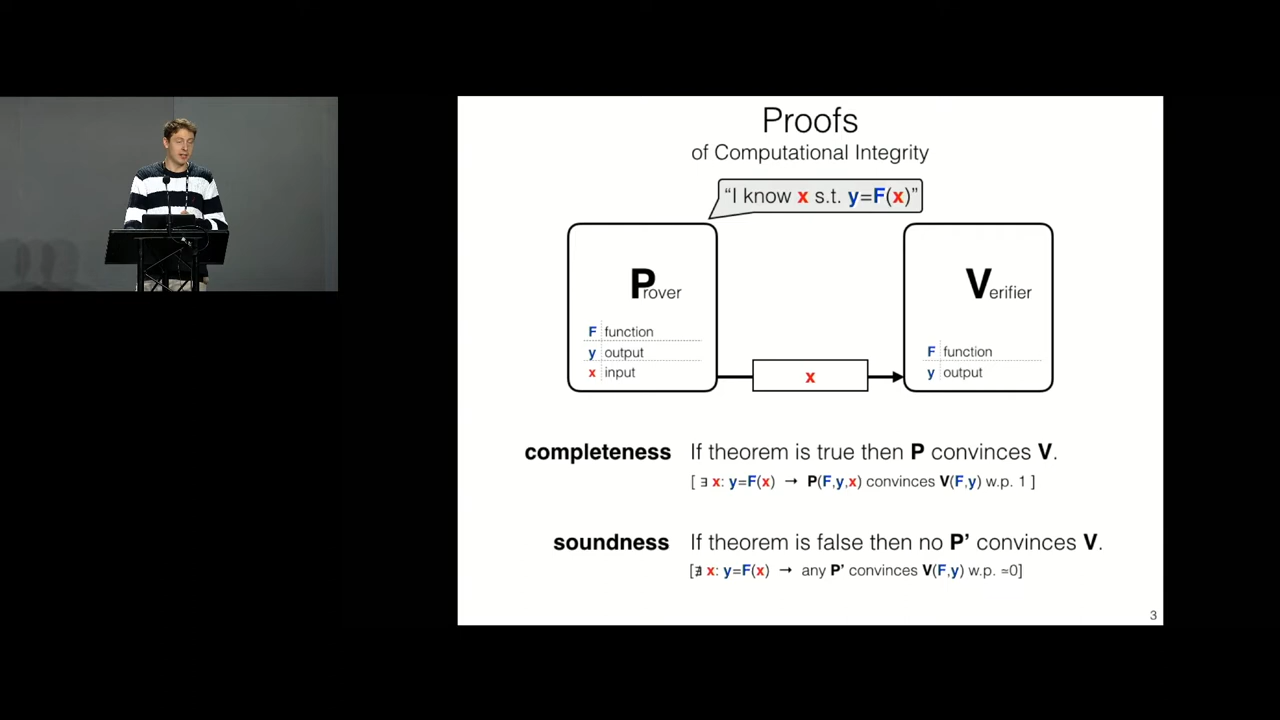 Proofs
of Computational Integrity
“I know x s.t. y=F(x)”
Prover
F function
y output
x input
x
Verifier
F function
y output
completeness If theorem is true then P convinces V.
[ ∃ x: y=F(x) → P(F,y,x) convinces V(F,y) w.p. 1 ]
soundness If theorem is false then no P’ convinces V.
[∄ x: y=F(x) → any P’ convinces V(F,y) w.p. ≃0]
3